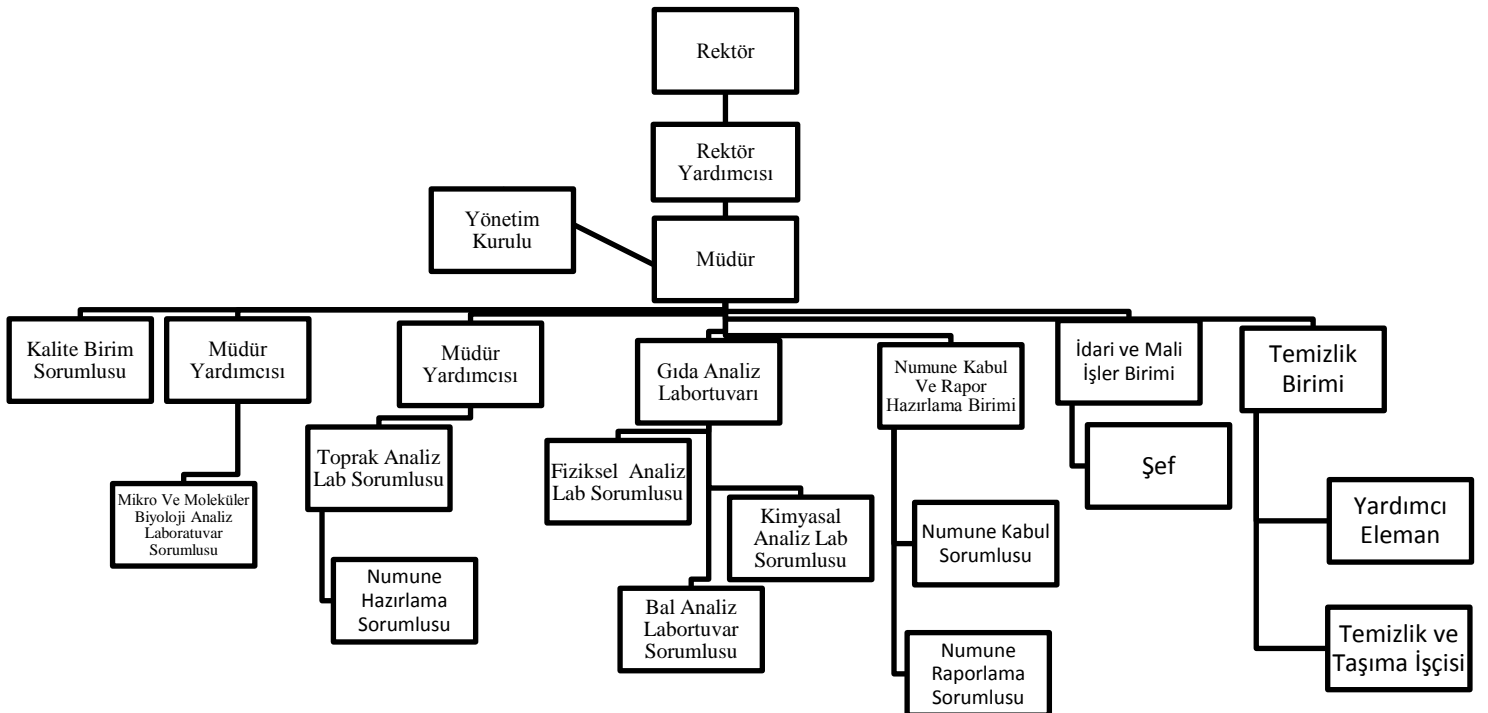 Rektör
Rektör
Yardımcısı
Yönetim
Kurulu
Müdür
Kalite Birim
Sorumlusu
Müdür
Yardımcısı
Müdür
Yardımcısı
Gıda Analiz
Labortuvarı
Numune Kabul
Ve Rapor
Hazırlama Birimi
İdari ve Mali
İşler Birimi
Temizlik
Birimi
Mikro Ve Moleküler
Biyoloji Analiz
Laboratuvar
Sorumlusu
Toprak Analiz
Lab Sorumlusu
Numune
Hazırlama
Sorumlusu
Fiziksel Analiz
Lab Sorumlusu
Kimyasal
Analiz Lab
Sorumlusu
Bal Analiz
Labortuvar
Sorumlusu
Numune Kabul
Sorumlusu
Numune
Raporlama
Sorumlusu
Şef
Yardımcı
Eleman
Temizlik ve
Taşıma İşçisi